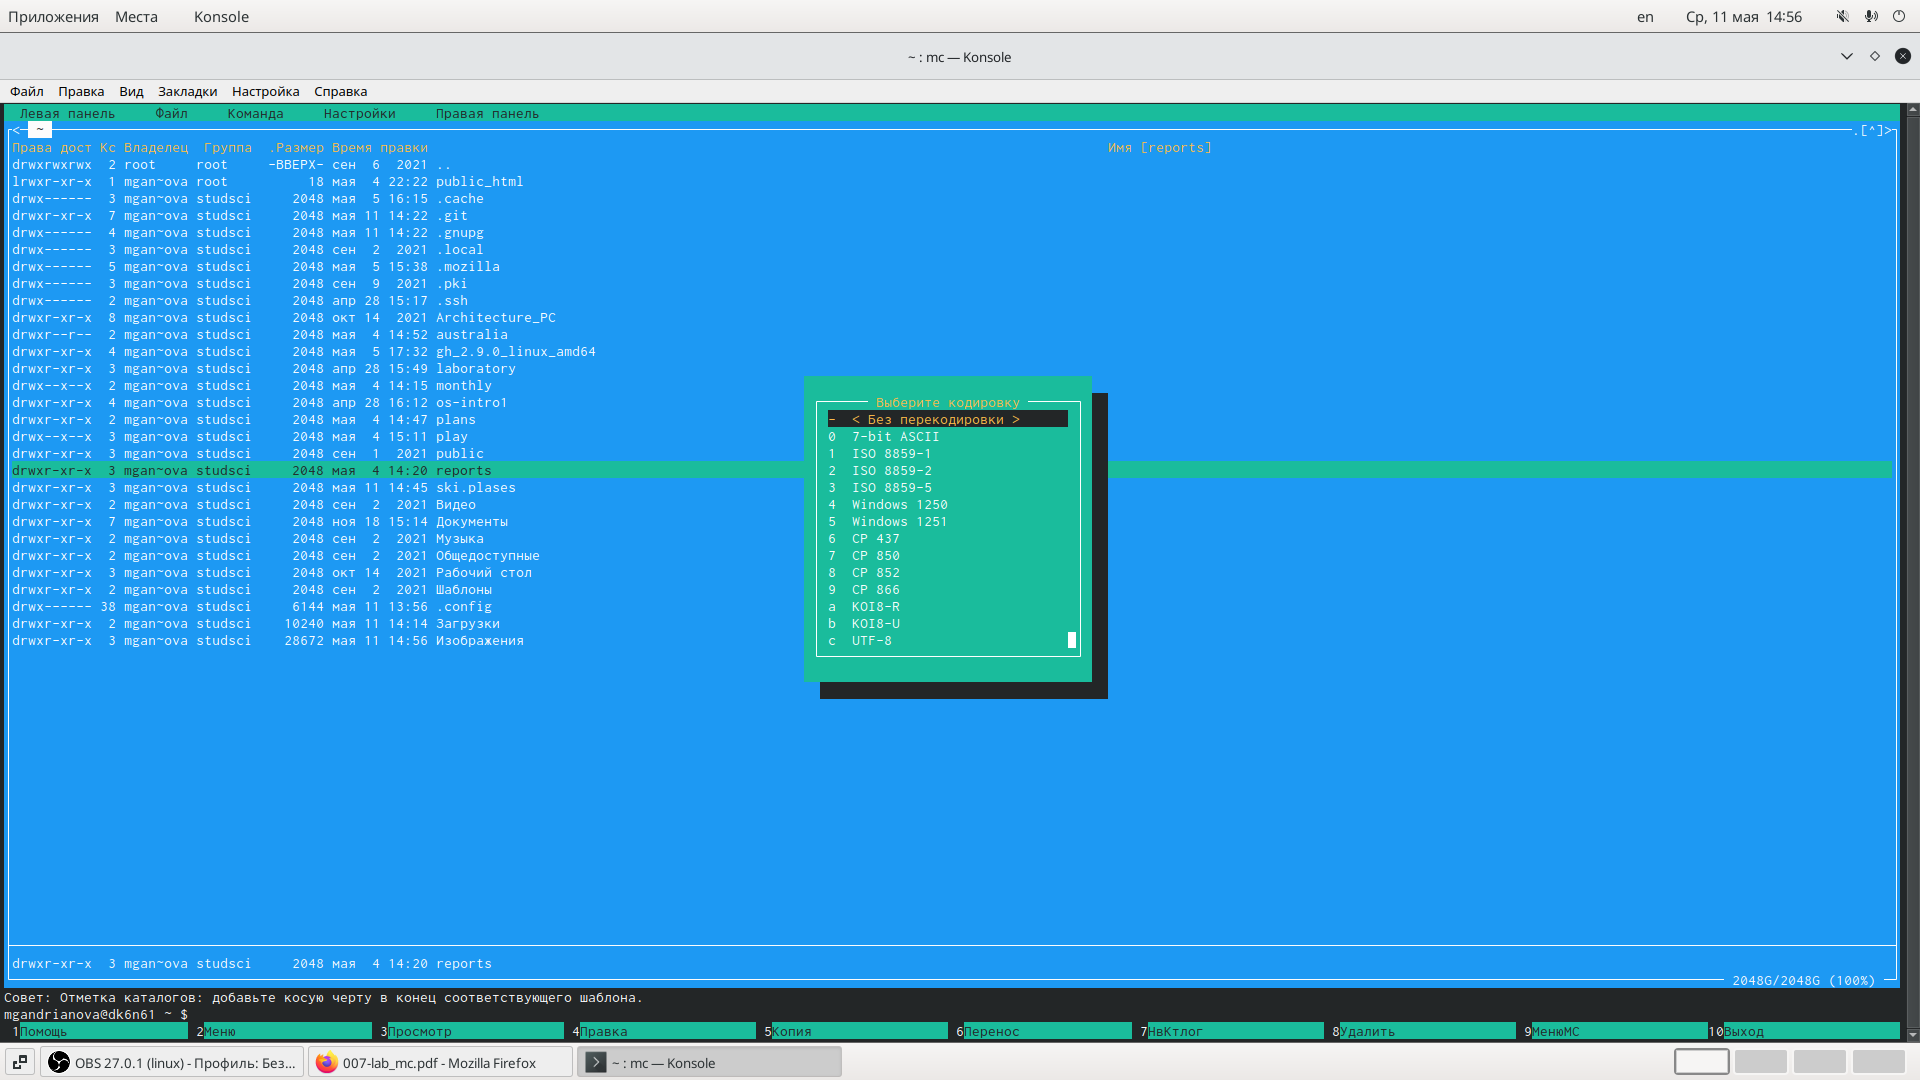 Приложения Места Konsole en Ср, 11 мая 14:56
~ : mc — Konsole
Файл Правка Вид Закладки Настройка Справка
Левая панель Файл Команда Настройки Правая панель
<─ ~ ─.[^]>
Права дост Кс Владелец Группа .Размер Время правки Имя [reports]
drwxrwxrwx 2 root root -ВВЕРХ- сен 6 2021 ..
lrwxr-xr-x 1 mgan~ova root 18 мая 4 22:22 public_html
drwx------ 3 mgan~ova studsci 2048 мая 5 16:15 .cache
drwxr-xr-x 7 mgan~ova studsci 2048 мая 11 14:22 .git
drwx------ 4 mgan~ova studsci 2048 мая 11 14:22 .gnupg
drwx------ 3 mgan~ova studsci 2048 сен 2 2021 .local
drwx------ 5 mgan~ova studsci 2048 мая 5 15:38 .mozilla
drwx------ 3 mgan~ova studsci 2048 сен 9 2021 .pki
drwx------ 2 mgan~ova studsci 2048 апр 28 15:17 .ssh
drwxr-xr-x 8 mgan~ova studsci 2048 окт 14 2021 Architecture_PC
drwxr--r-- 2 mgan~ova studsci 2048 мая 4 14:52 australia
drwxr-xr-x 4 mgan~ova studsci 2048 мая 5 17:32 gh_2.9.0_linux_amd64
drwxr-xr-x 3 mgan~ova studsci 2048 апр 28 15:49 laboratory
drwx--x--x 2 mgan~ova studsci 2048 мая 4 14:15 monthly
drwxr-xr-x 4 mgan~ova studsci 2048 апр 28 16:12 os-intro1
drwxr-xr-x 2 mgan~ova studsci 2048 мая 4 14:47 plans
drwx--x--x 3 mgan~ova studsci 2048 мая 4 15:11 play
drwxr-xr-x 3 mgan~ova studsci 2048 сен 1 2021 public
drwxr-xr-x 3 mgan~ova studsci 2048 мая 4 14:20 reports
drwxr-xr-x 3 mgan~ova studsci 2048 мая 11 14:45 ski.plases
drwxr-xr-x 2 mgan~ova studsci 2048 сен 2 2021 Видео
drwxr-xr-x 7 mgan~ova studsci 2048 ноя 18 15:14 Документы
drwxr-xr-x 2 mgan~ova studsci 2048 сен 2 2021 Музыка
drwxr-xr-x 2 mgan~ova studsci 2048 сен 2 2021 Общедоступные
drwxr-xr-x 3 mgan~ova studsci 2048 окт 14 2021 Рабочий стол
drwxr-xr-x 2 mgan~ova studsci 2048 сен 2 2021 Шаблоны
drwx------ 38 mgan~ova studsci 6144 мая 11 13:56 .config
drwxr-xr-x 2 mgan~ova studsci 10240 мая 11 14:14 Загрузки
drwxr-xr-x 3 mgan~ova studsci 28672 мая 11 14:56 Изображения
Выберите кодировку
- < Без перекодировки >
0 7-bit ASCII
1 ISO 8859-1
2 ISO 8859-2
3 ISO 8859-5
4 Windows 1250
5 Windows 1251
6 CP 437
7 CP 850
8 CP 852
9 CP 866
a KOI8-R
b KOI8-U
c UTF-8
drwxr-xr-x 3 mgan~ova studsci 2048 мая 4 14:20 reports
2048G/2048G (100%)
Совет: Отметка каталогов: добавьте косую черту в конец соответствующего шаблона.
mgandrianova@dk6n61 ~ $
1Помощь 2Меню 3Просмотр 4Правка 5Копия 6Перенос 7НвКтлог 8Удалить 9МенюMC 10Выход
OBS 27.0.1 (linux) - Профиль: Без... 007-lab_mc.pdf - Mozilla Firefox ~ : mc — Konsole